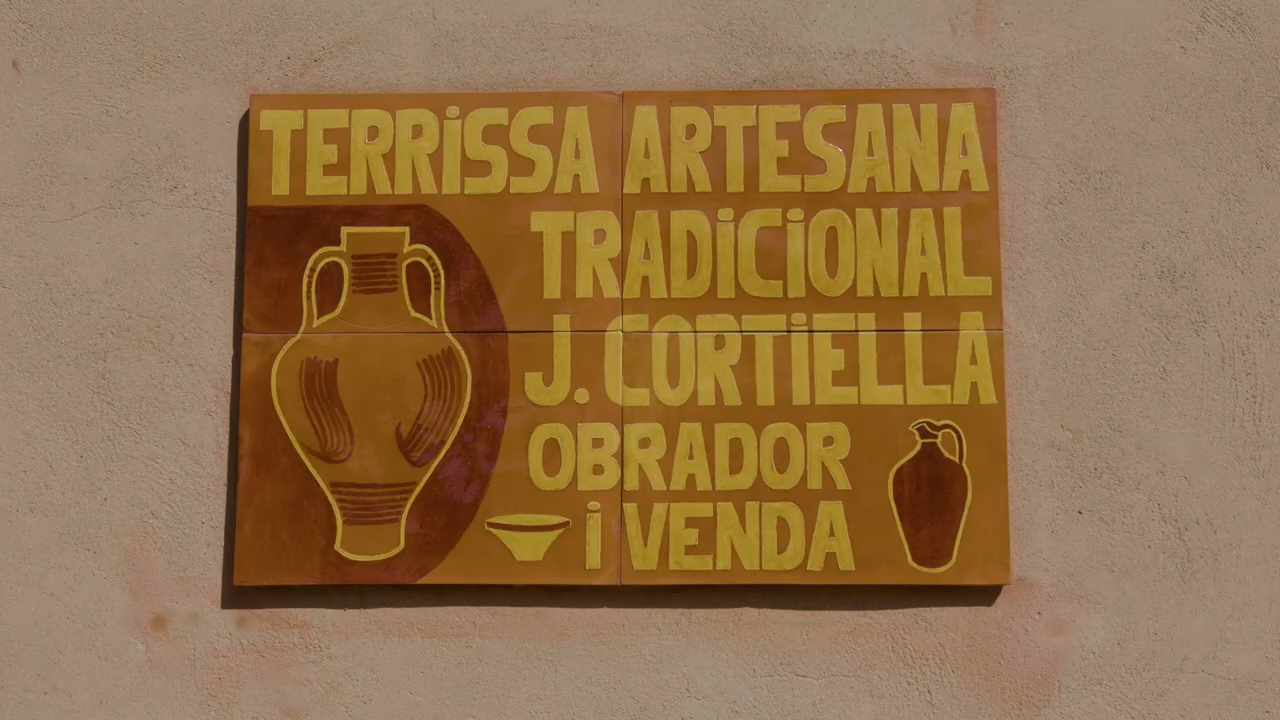 TERRiSSA ARTESANA
TRADiCiONAL
J. CORTiELLA
OBRADOR
i VENDA